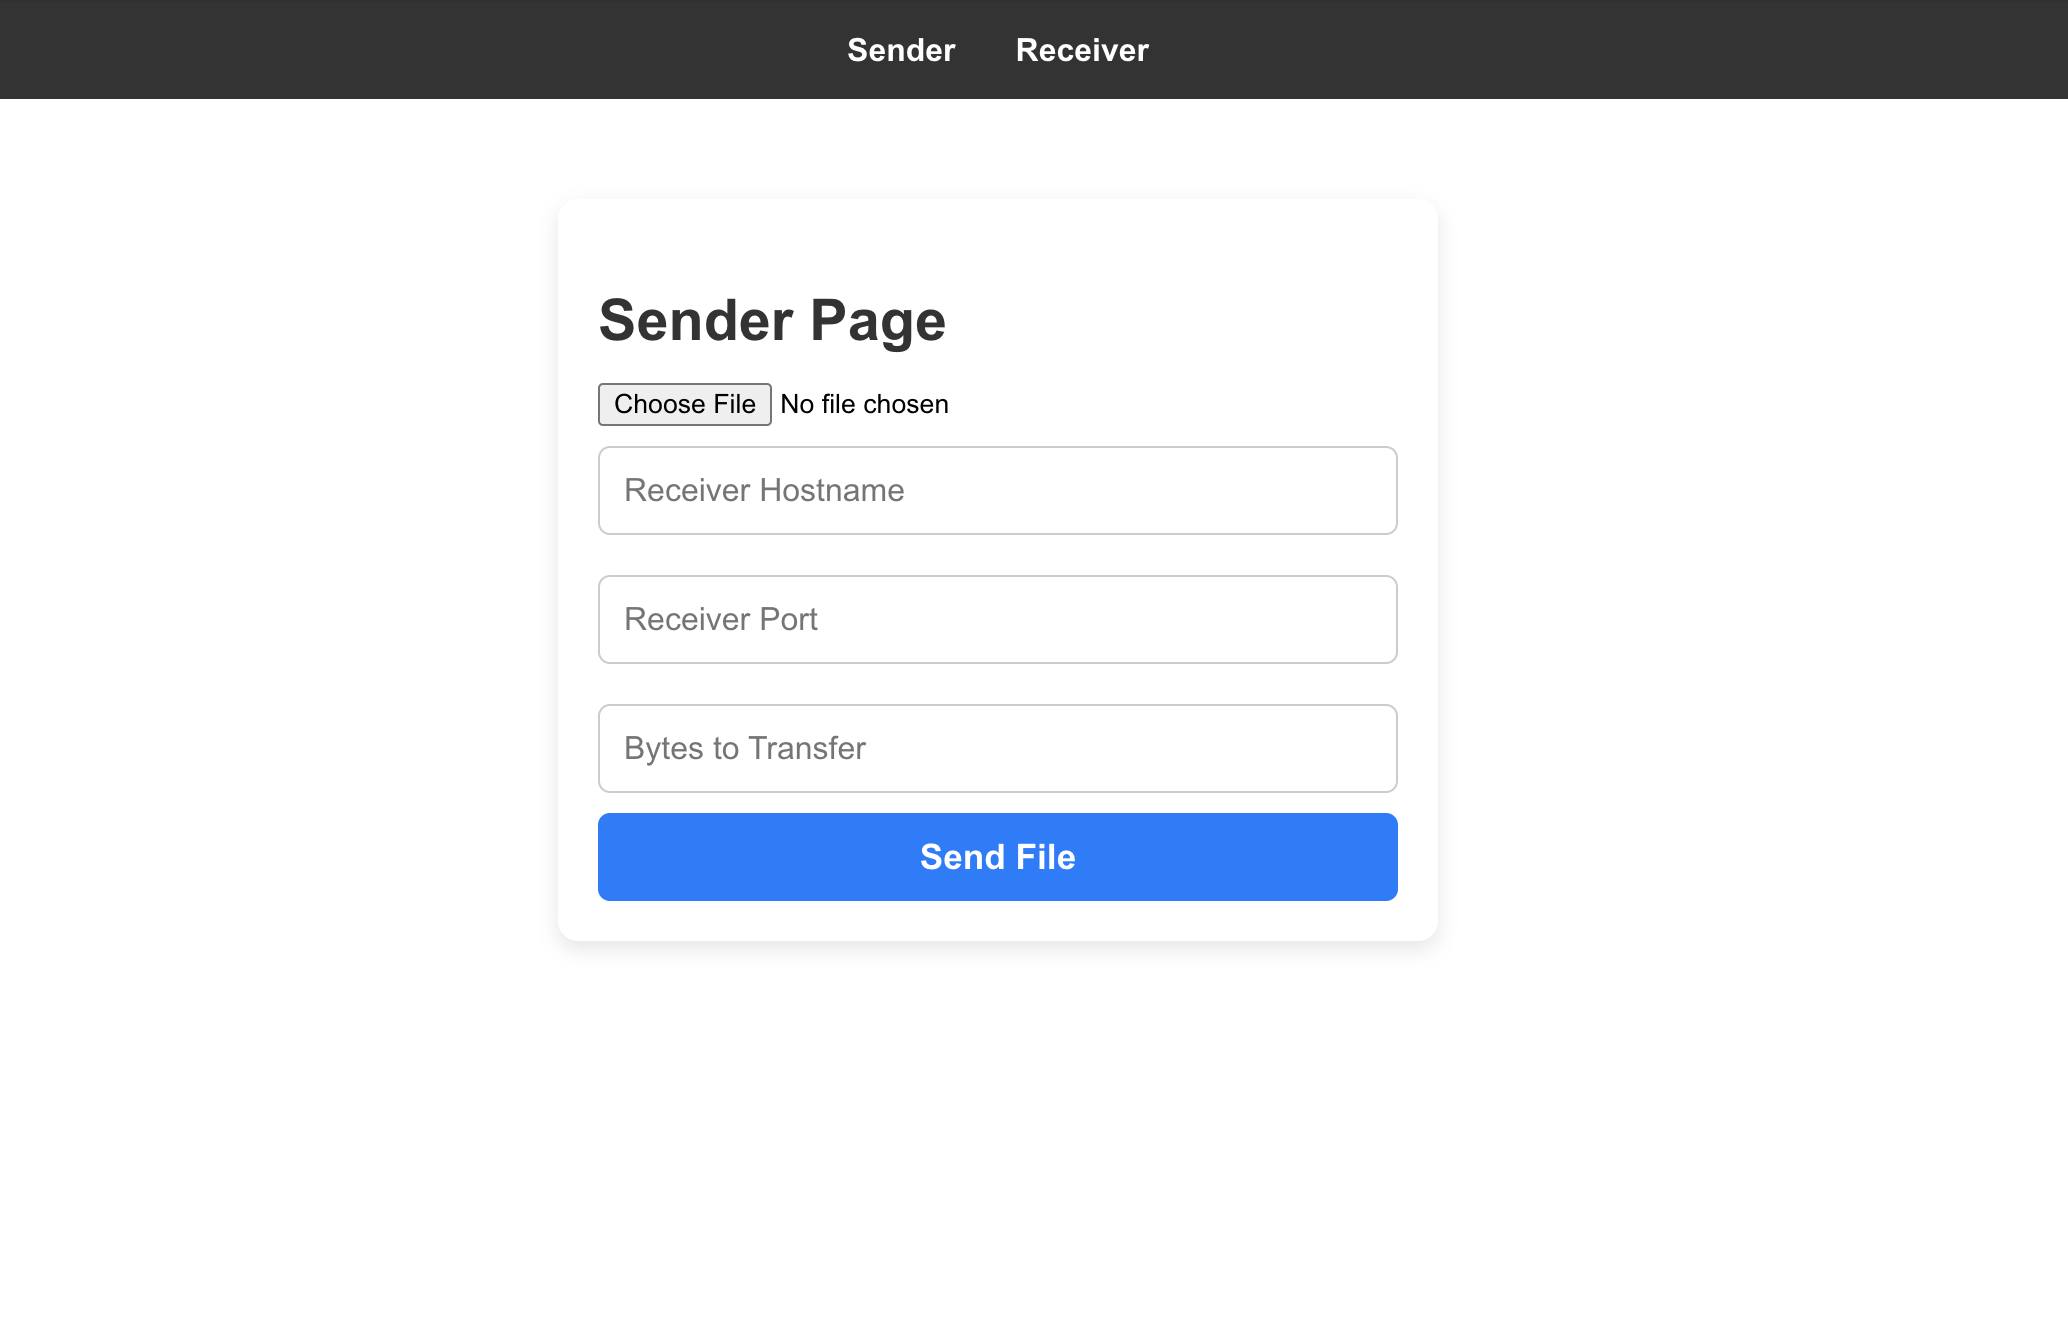 Sender Receiver
Sender Page
Choose File No file chosen
Receiver Hostname
Receiver Port
Bytes to Transfer
Send File